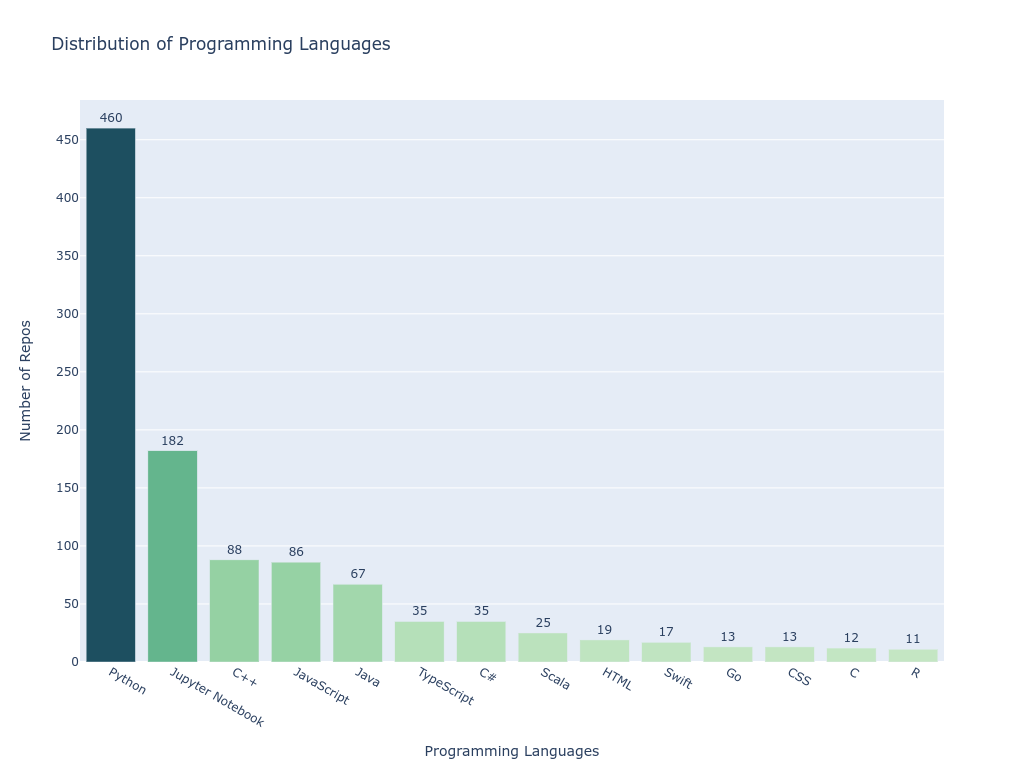 Distribution of Programming Languages
460
450
400
350
300
250
200
150
100
50
0
182
88
86
67
35
35
25
19
17
13
13
12
11
Number of Repos
Python
Jupyter Notebook
C++
JavaScript
Java
TypeScript
C#
Scala
HTML
Swift
Go
CSS
C
R
Programming Languages